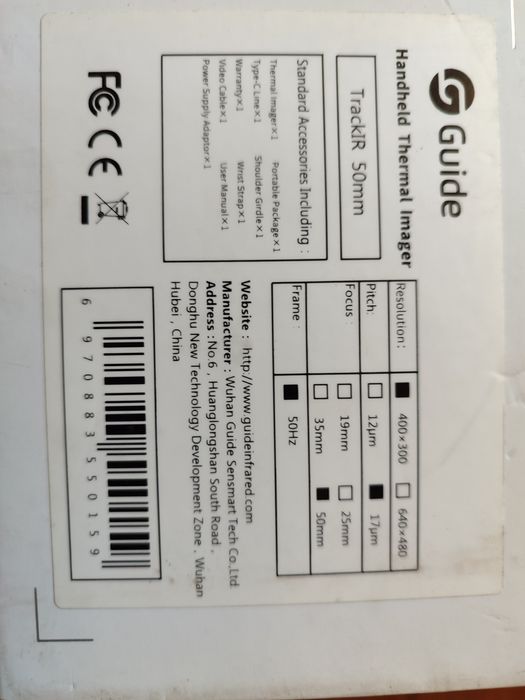 Guide
Handheld Thermal Imager
TrackIR 50mm
Standard Accessories Including :
Thermal Imager×1 Portable Package×1
Type-C Line×1 Shoulder Girdle×1
Warranty×1 Wrist Strap×1
Video Cable×1 User Manual×1
Power Supply Adaptor×1
FC CE
Resolution: 400×300 640×480
Pitch: 12μm 17μm
Focus: 19mm 25mm
35mm 50mm
Frame: 50Hz
Website : http://www.guideinfrared.com
Manufacturer : Wuhan Guide Sensmart Tech Co.,Ltd
Address :No.6 , Huanglongshan South Road ,
Donghu New Technology Development Zone , Wuhan
Hubei , China
6 970883 550159